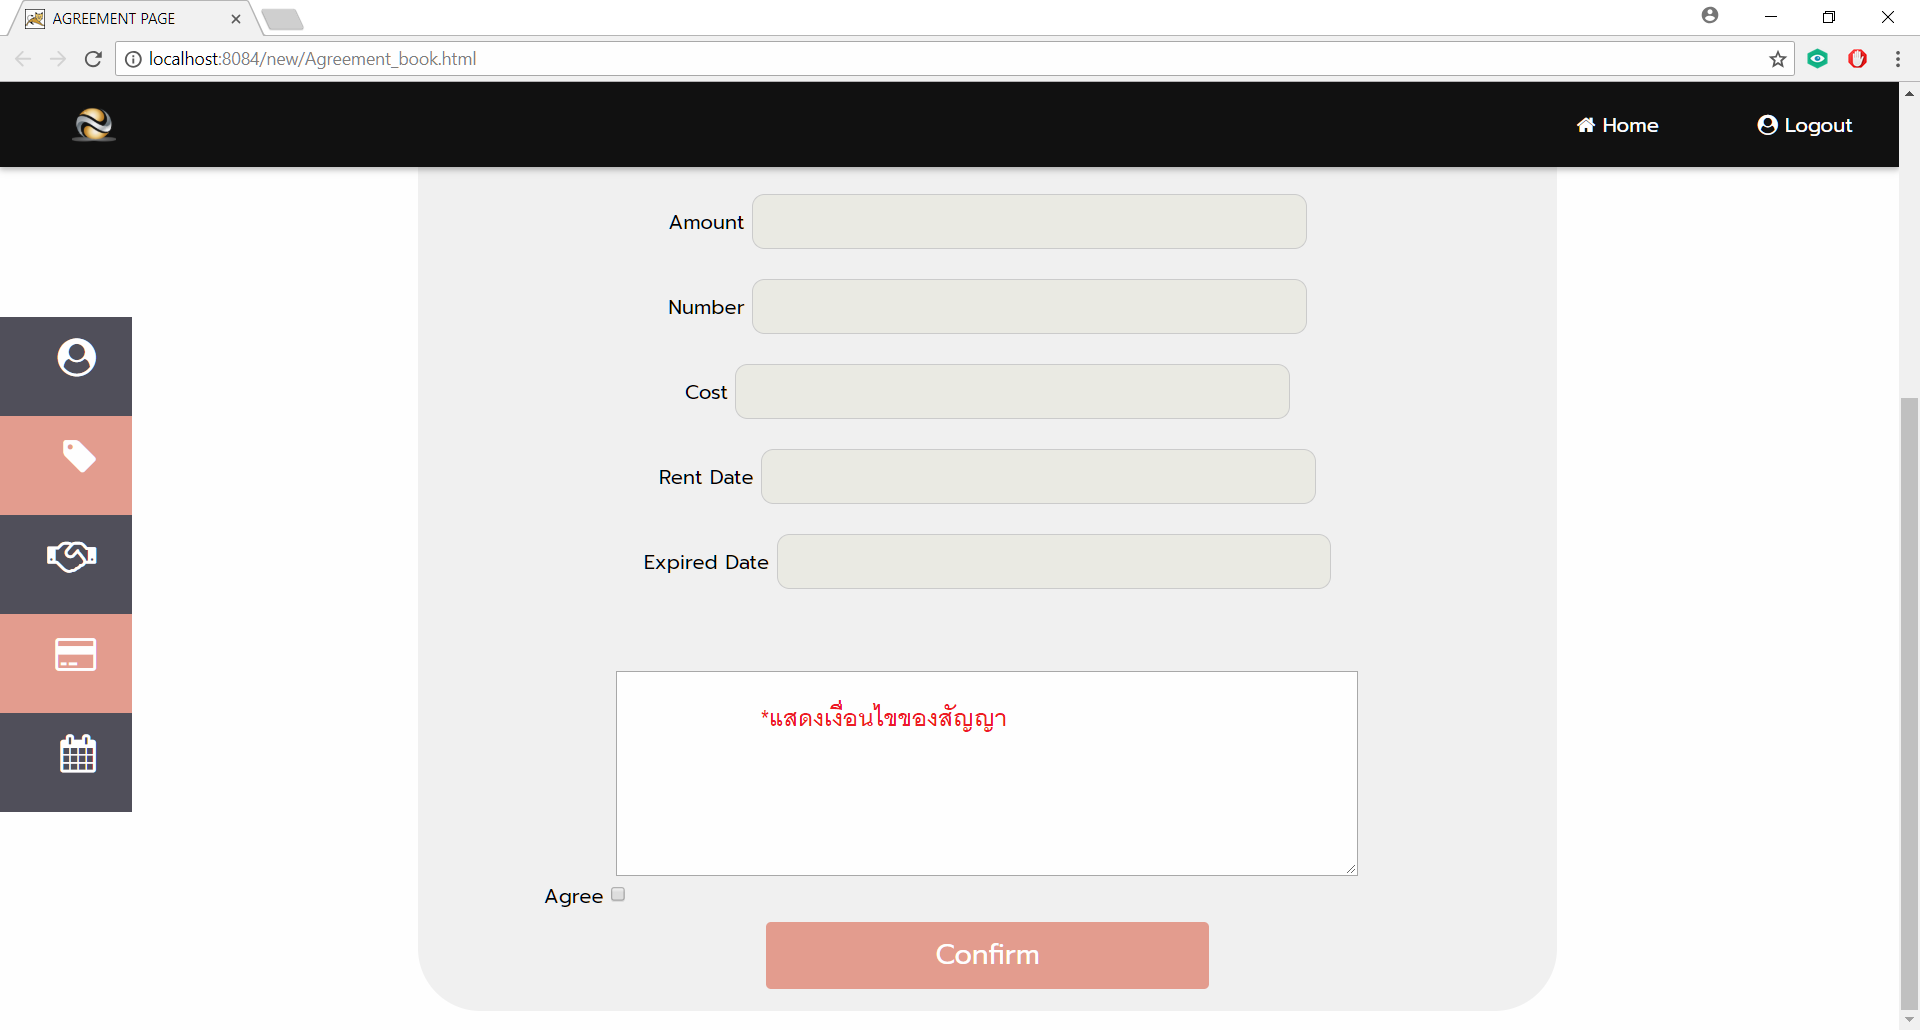 AGREEMENT PAGE
localhost:8084/new/Agreement_book.html
Home
Logout
Amount
Number
Cost
Rent Date
Expired Date
*แสดงเงื่อนไขของสัญญา
Agree
Confirm